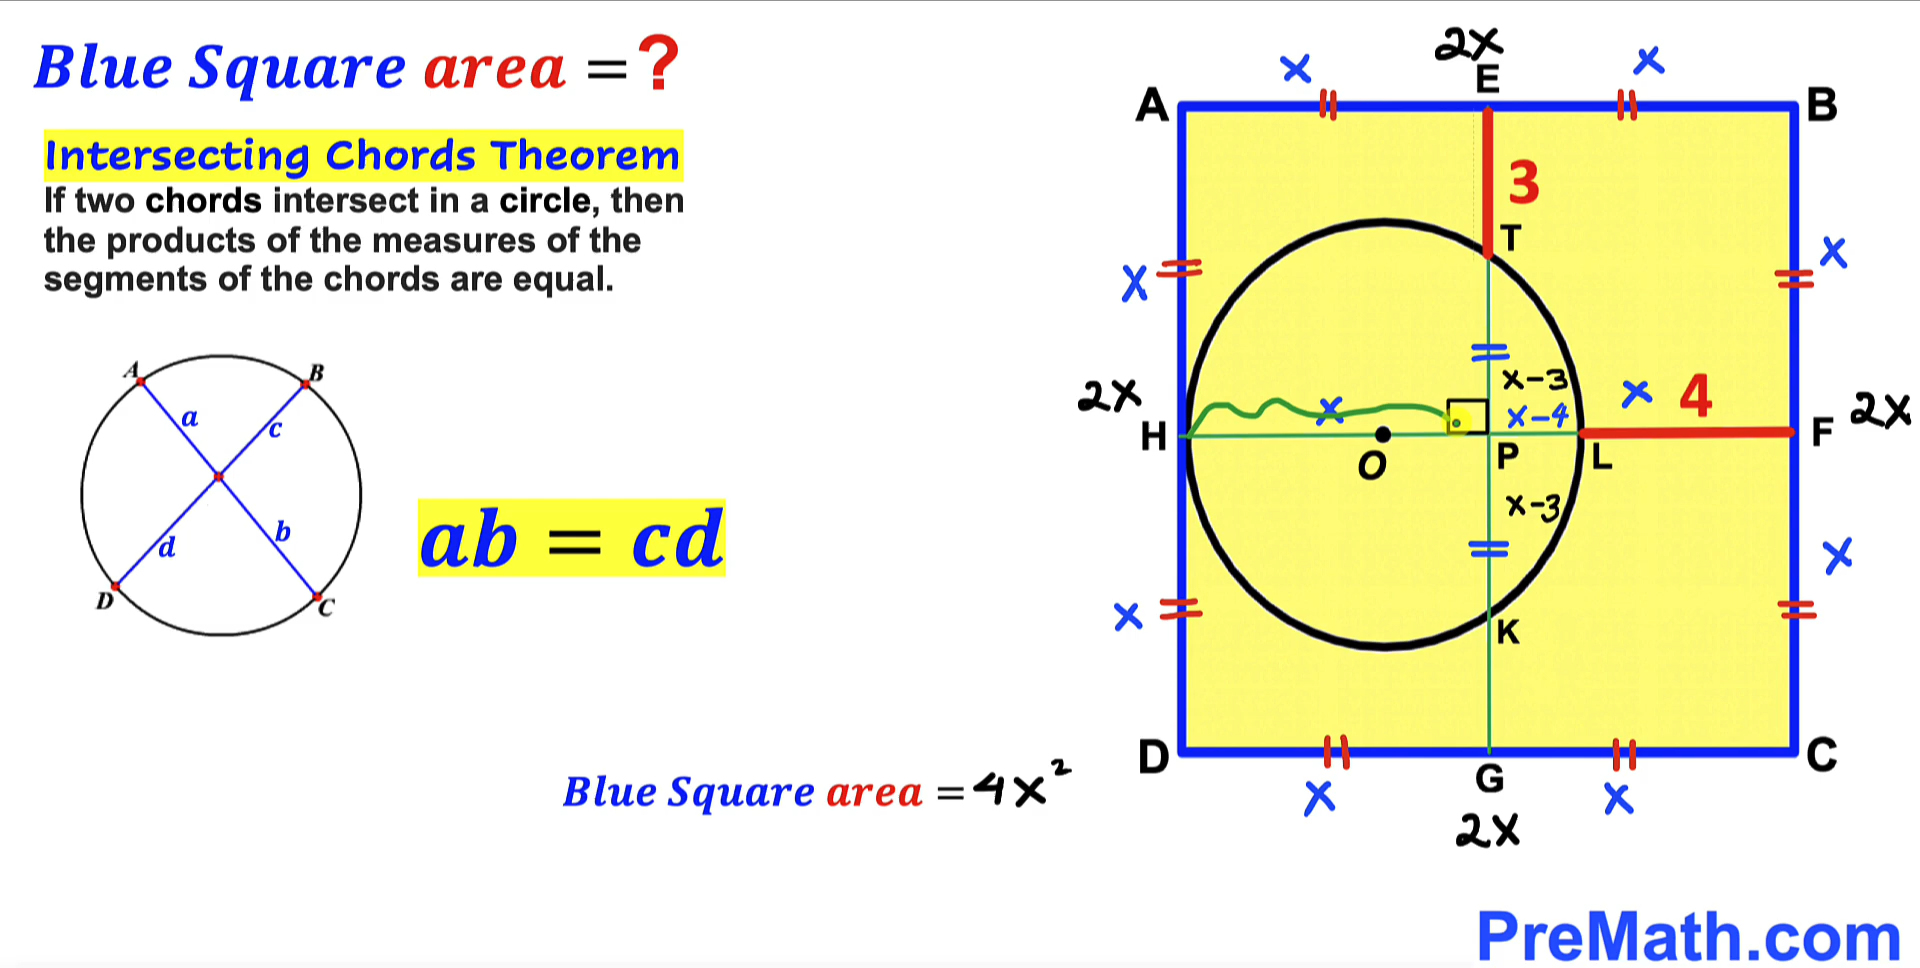 Blue Square area = ?
Intersecting Chords Theorem
If two chords intersect in a circle, then
the products of the measures of the
segments of the chords are equal.
A
B
a
c
d
b
D
C
ab = cd
Blue Square area = 4x²
2x
x
E
x
A
B
3
T
x
x
x-3
2x
x
x-4
x
4
H
F
2x
O
P
L
x-3
x
x
K
D
C
G
x
x
2x
PreMath.com